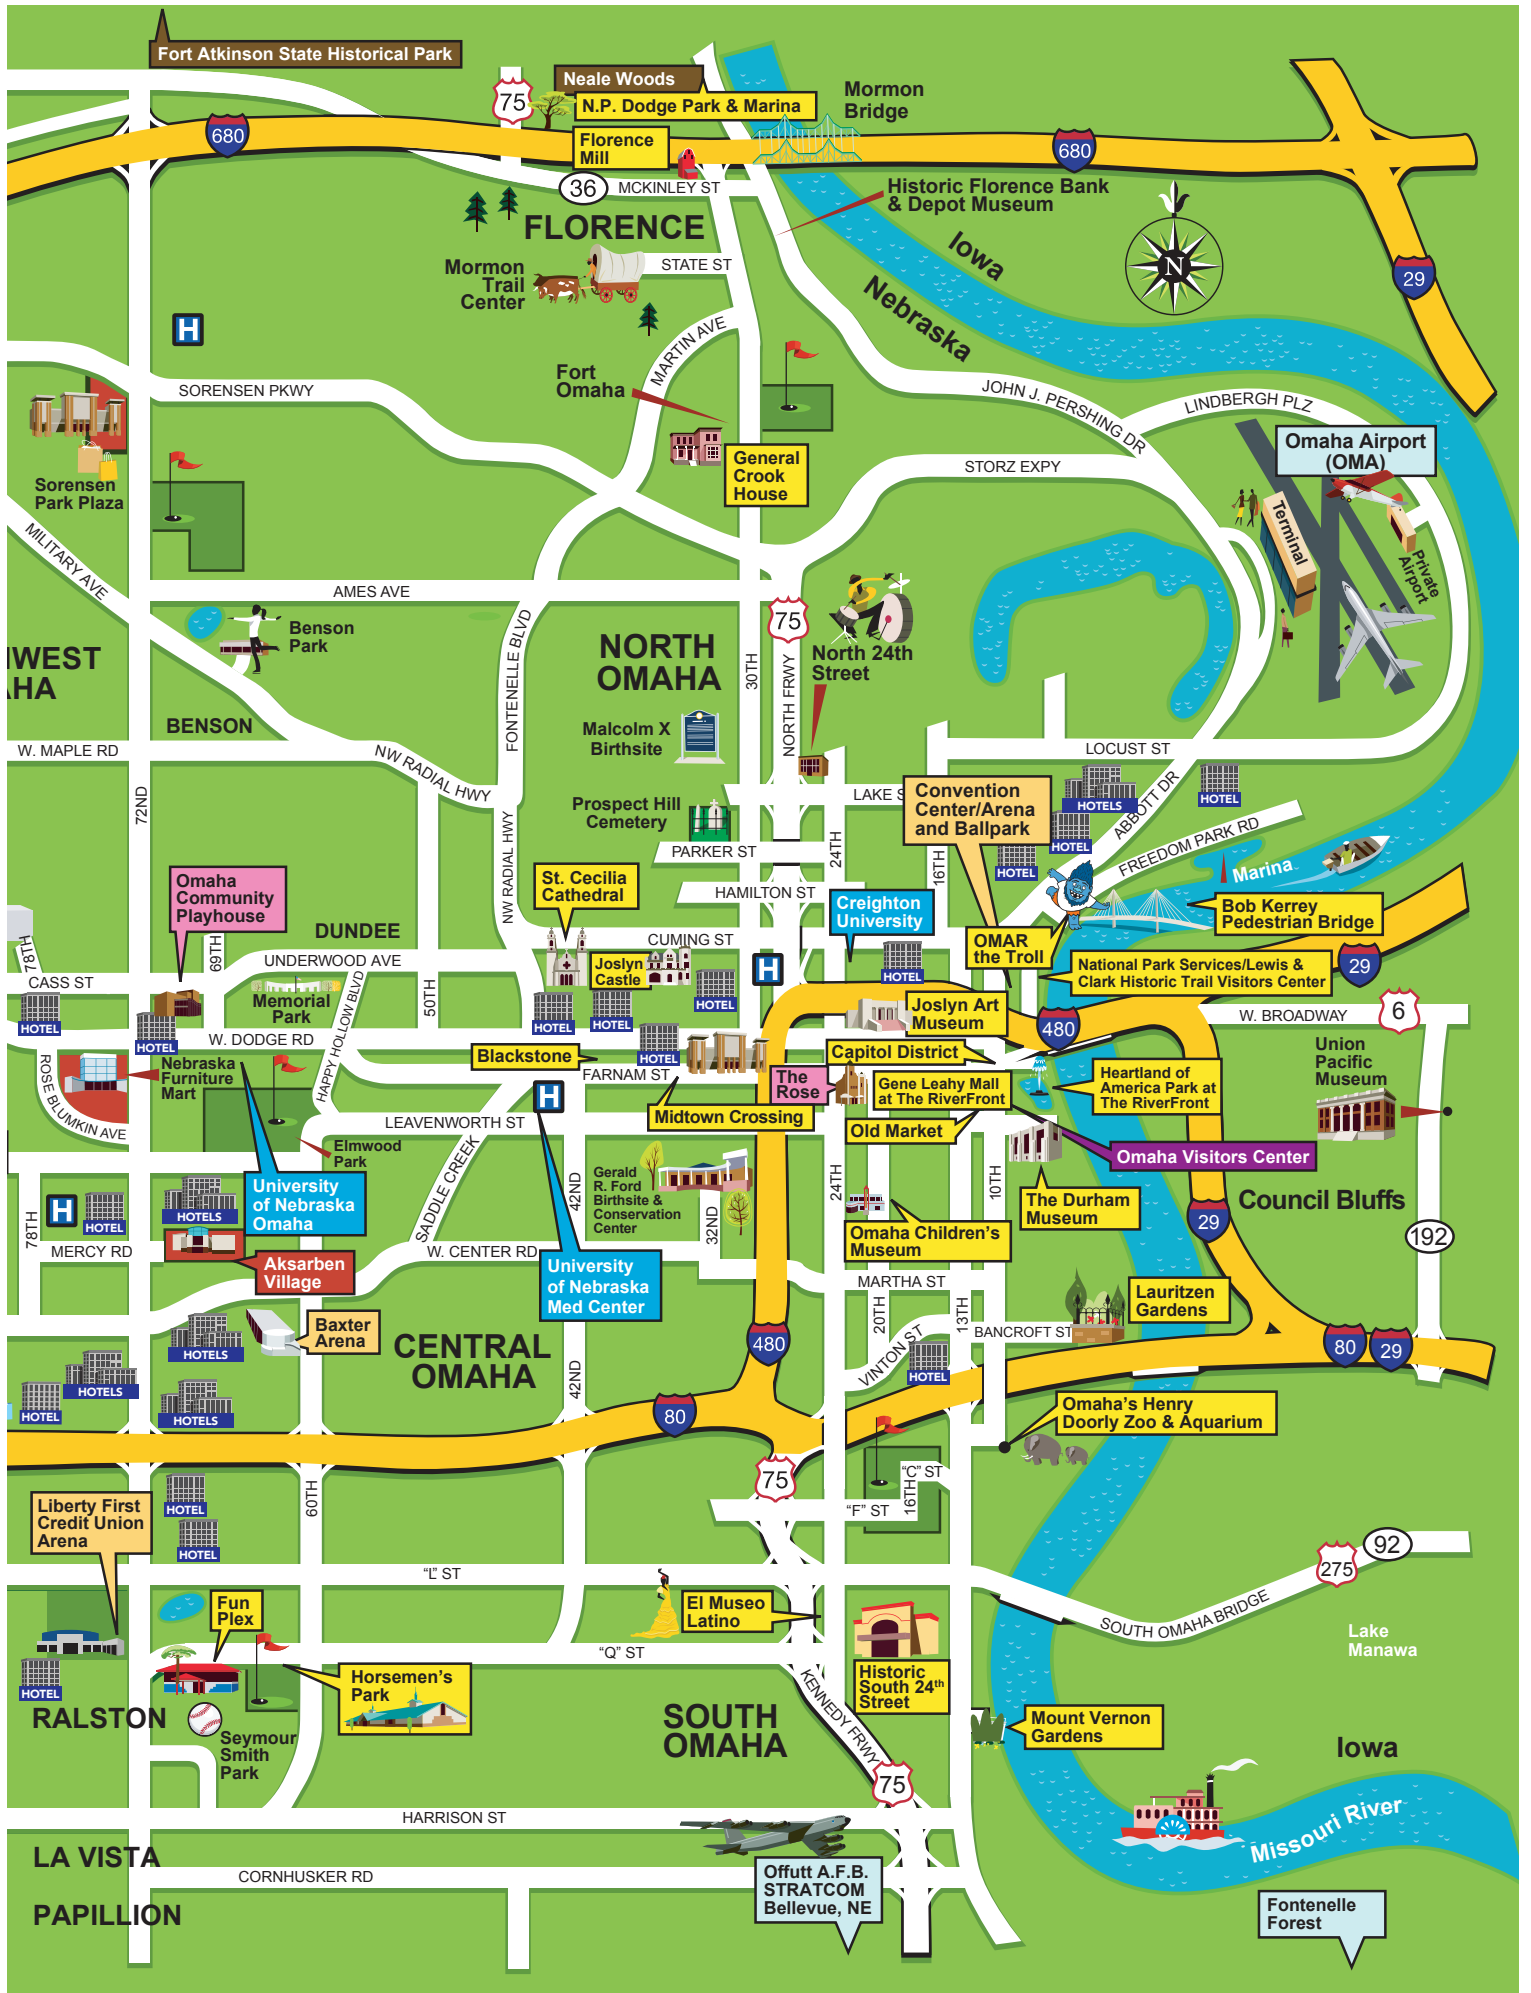 Fort Atkinson State Historical Park
Neale Woods
75
N.P. Dodge Park & Marina
Mormon
Bridge
680
Florence
Mill
680
36
MCKINLEY ST
Historic Florence Bank
& Depot Museum
FLORENCE
N
Iowa
Nebraska
Mormon
Trail
Center
STATE ST
29
H
MARTIN AVE
Fort
Omaha
SORENSEN PKWY
JOHN J. PERSHING DR
LINDBERGH PLZ
Omaha Airport
(OMA)
General
Crook
House
STORZ EXPY
Sorensen
Park Plaza
Terminal
Private
Airport
MILITARY AVE
AMES AVE
75
Benson
Park
FONTENELLE BLVD
NORTH
OMAHA
30TH
NORTH FRWY
North 24th
Street
WEST
AHA
BENSON
Malcolm X
Birthsite
W. MAPLE RD
NW RADIAL HWY
LOCUST ST
72ND
HOTELS
HOTEL
ABBOTT DR
LAKE S
Convention
Center/Arena
and Ballpark
Prospect Hill
Cemetery
NW RADIAL HWY
PARKER ST
24TH
16TH
HOTEL
HOTEL
FREEDOM PARK RD
Marina
Omaha
Community
Playhouse
St. Cecilia
Cathedral
HAMILTON ST
Creighton
University
Bob Kerrey
Pedestrian Bridge
DUNDEE
CUMING ST
OMAR
the Troll
78TH
69TH
UNDERWOOD AVE
CASS ST
Joslyn
Castle
H
HOTEL
National Park Services/Lewis &
Clark Historic Trail Visitors Center
29
Memorial
Park
HAPPY HOLLOW BLVD
50TH
HOTEL
HOTEL
HOTEL
HOTEL
HOTEL
HOTEL
Joslyn Art
Museum
480
W. BROADWAY
6
W. DODGE RD
Blackstone
HOTEL
Capitol District
Union
Pacific
Museum
ROSE BLUMKIN AVE
Nebraska
Furniture
Mart
FARNAM ST
The
Rose
Gene Leahy Mall
at The RiverFront
Heartland of
America Park at
The RiverFront
H
Midtown Crossing
LEAVENWORTH ST
Old Market
Elmwood
Park
Omaha Visitors Center
SADDLE CREEK
42ND
Gerald
R. Ford
Birthsite &
Conservation
Center
32ND
24TH
10TH
University
of Nebraska
Omaha
The Durham
Museum
Council Bluffs
H
HOTEL
HOTELS
78TH
29
192
MERCY RD
Aksarben
Village
W. CENTER RD
University
of Nebraska
Med Center
Omaha Children's
Museum
MARTHA ST
Lauritzen
Gardens
20TH
13TH
Baxter
Arena
HOTELS
CENTRAL
OMAHA
480
VINTON ST
BANCROFT ST
80
29
HOTELS
HOTEL
42ND
HOTEL
HOTELS
80
Omaha's Henry
Doorly Zoo & Aquarium
75
"C" ST
60TH
16TH
Liberty First
Credit Union
Arena
HOTEL
"F" ST
HOTEL
92
275
"L" ST
SOUTH OMAHA BRIDGE
Fun
Plex
El Museo
Latino
Lake
Manawa
"Q" ST
HOTEL
Horsemen's
Park
Historic
South 24th
Street
KENNEDY FRWY
RALSTON
SOUTH
OMAHA
Mount Vernon
Gardens
Seymour
Smith
Park
Iowa
75
HARRISON ST
Missouri River
LA VISTA
CORNHUSKER RD
Offutt A.F.B.
STRATCOM
Bellevue, NE
PAPILLION
Fontenelle
Forest